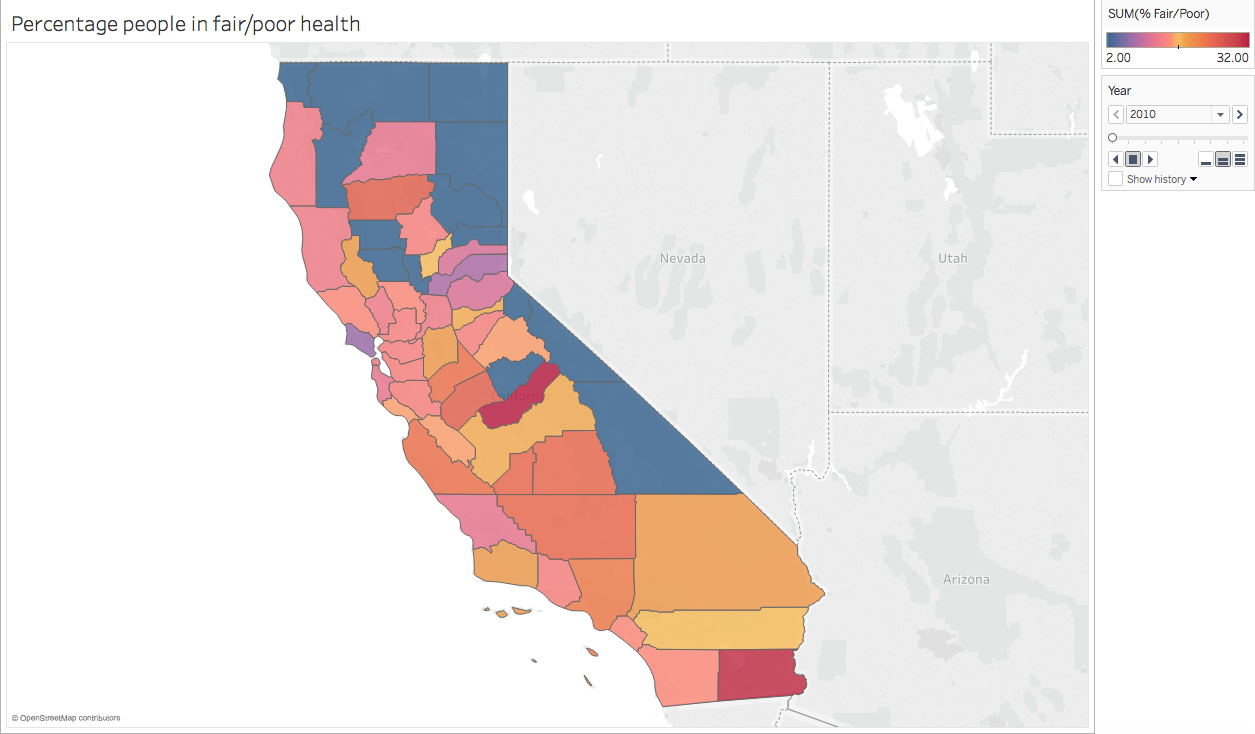 Percentage people in fair/poor health
SUM(% Fair/Poor)
2.00 32.00
Year
2010
Show history
Nevada
Utah
California
Arizona
© OpenStreetMap contributors